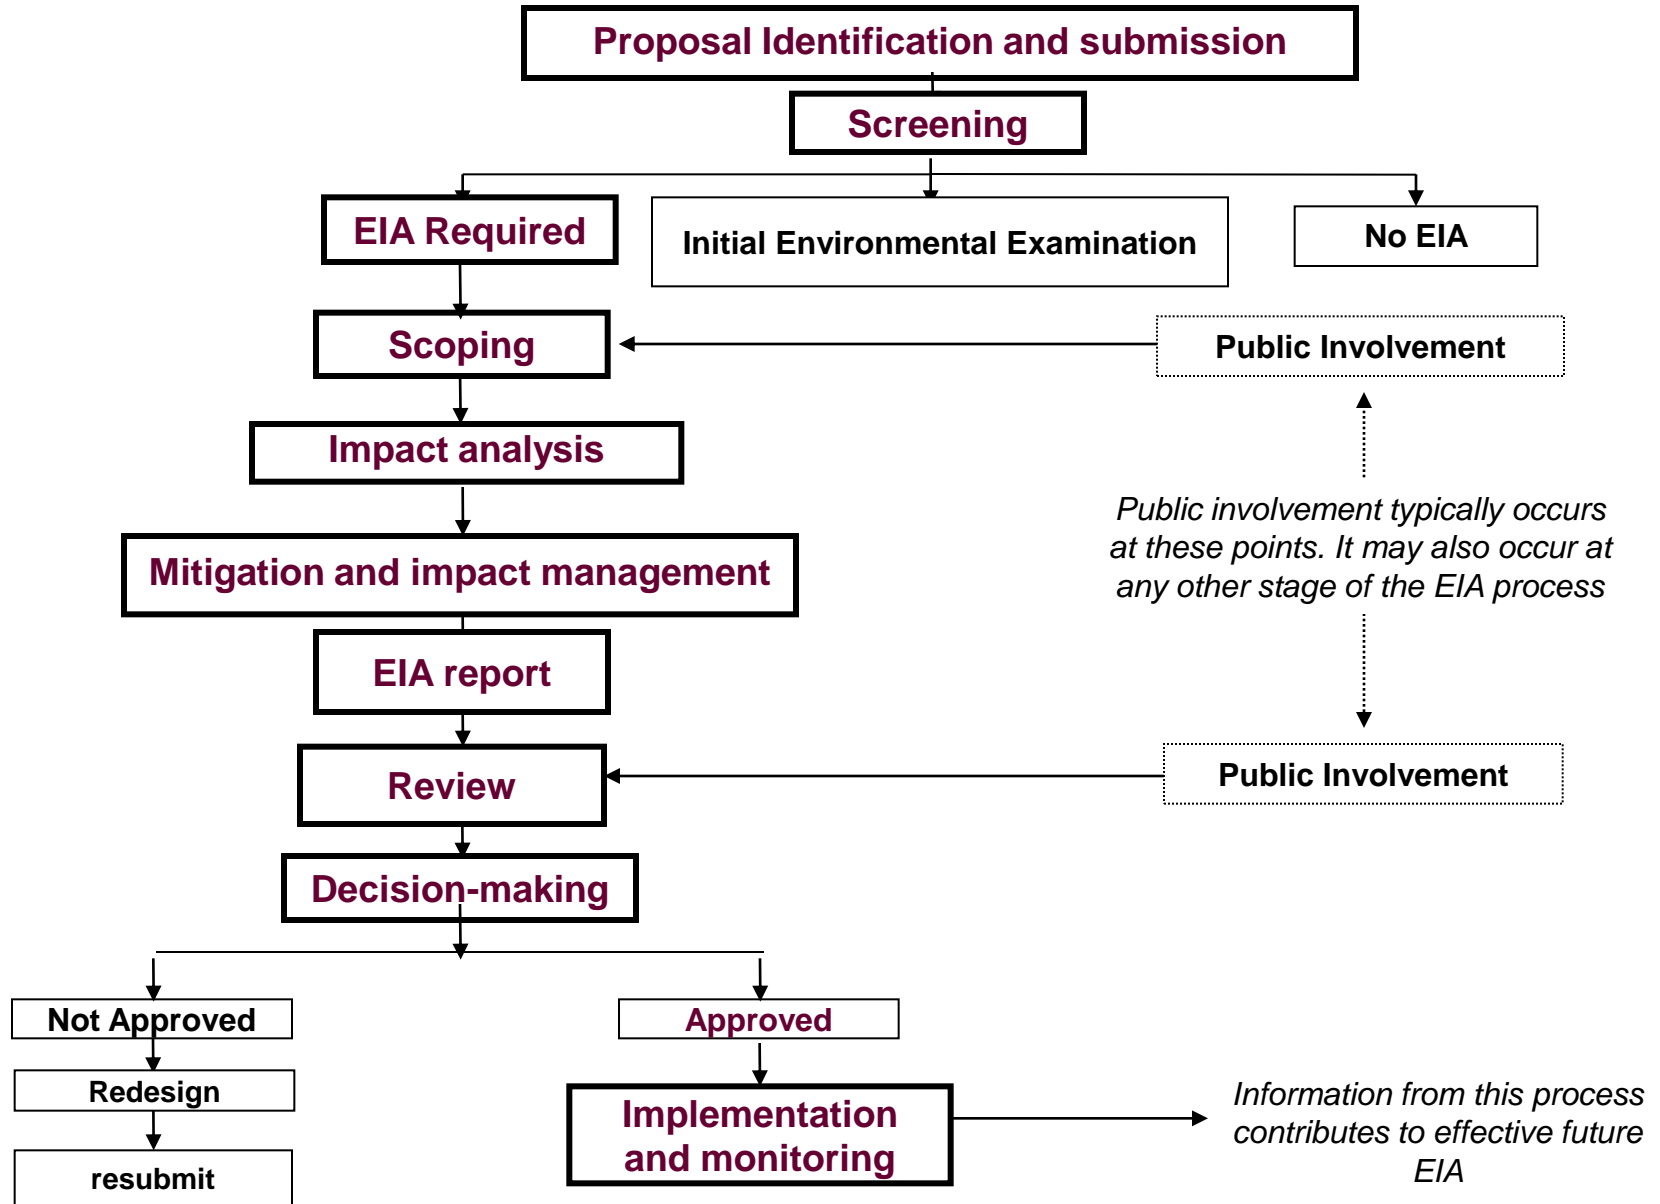 Proposal Identification and submission
Screening
EIA Required
Initial Environmental Examination
No EIA
Scoping
Public Involvement
Impact analysis
Public involvement typically occurs
at these points. It may also occur at
any other stage of the EIA process
Mitigation and impact management
EIA report
Review
Public Involvement
Decision-making
Not Approved
Approved
Redesign
Implementation
and monitoring
Information from this process
contributes to effective future
EIA
resubmit